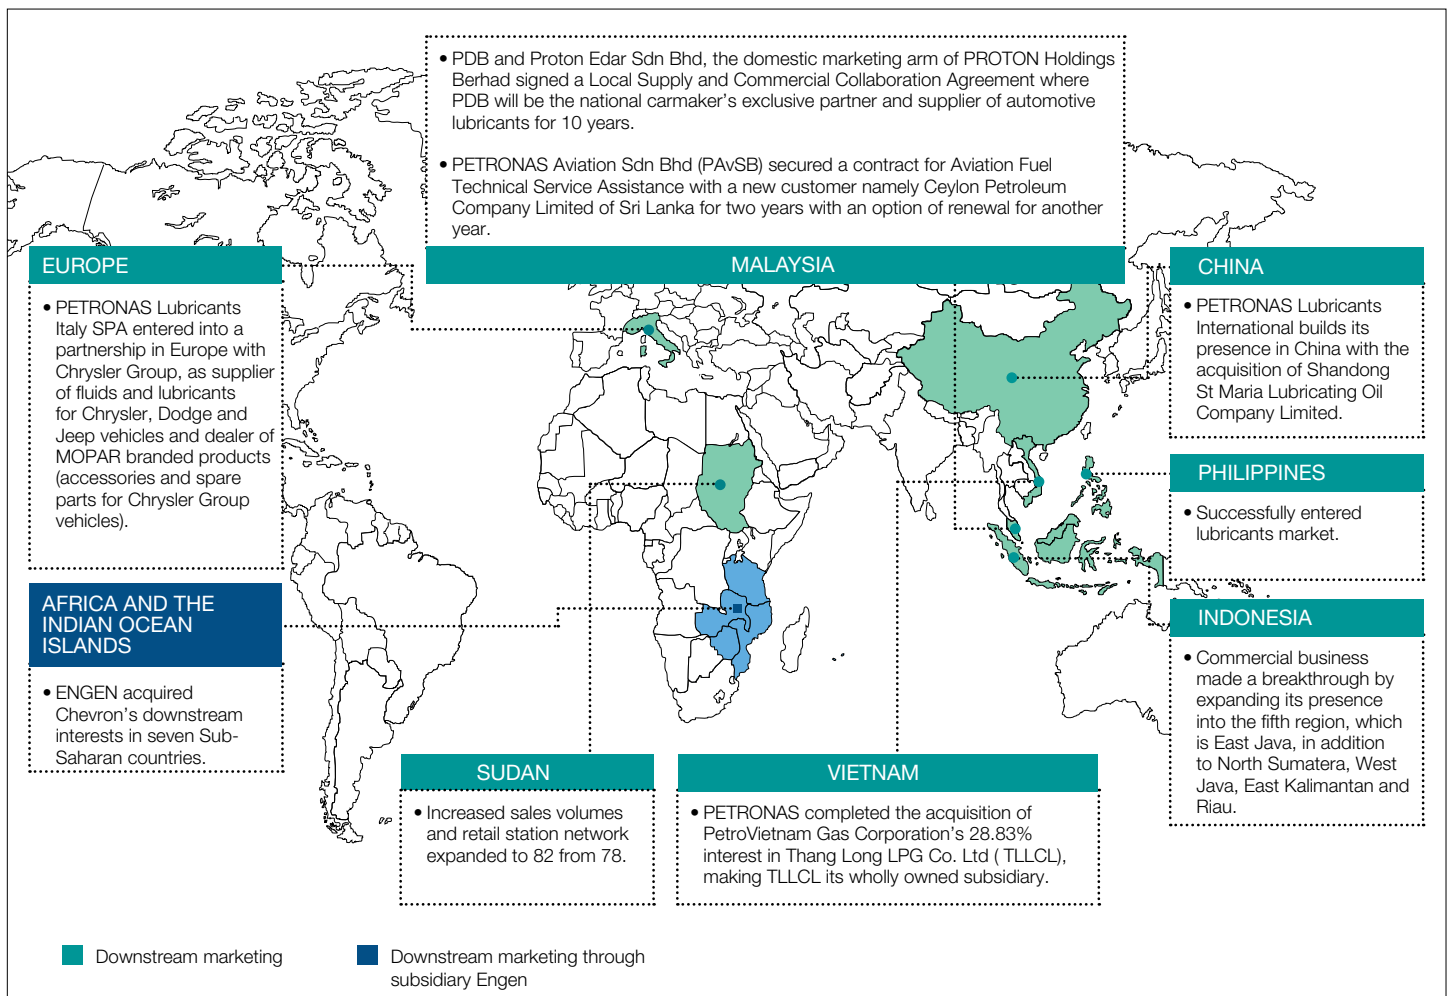 • PDB and Proton Edar Sdn Bhd, the domestic marketing arm of PROTON Holdings
Berhad signed a Local Supply and Commercial Collaboration Agreement where
PDB will be the national carmaker's exclusive partner and supplier of automotive
lubricants for 10 years.
• PETRONAS Aviation Sdn Bhd (PAvSB) secured a contract for Aviation Fuel
Technical Service Assistance with a new customer namely Ceylon Petroleum
Company Limited of Sri Lanka for two years with an option of renewal for another
year.
MALAYSIA
EUROPE
• PETRONAS Lubricants
Italy SPA entered into a
partnership in Europe with
Chrysler Group, as supplier
of fluids and lubricants
for Chrysler, Dodge and
Jeep vehicles and dealer of
MOPAR branded products
(accessories and spare
parts for Chrysler Group
vehicles).
CHINA
• PETRONAS Lubricants
International builds its
presence in China with the
acquisition of Shandong
St Maria Lubricating Oil
Company Limited.
PHILIPPINES
• Successfully entered
lubricants market.
AFRICA AND THE
INDIAN OCEAN
ISLANDS
• ENGEN acquired
Chevron's downstream
interests in seven Sub-
Saharan countries.
INDONESIA
• Commercial business
made a breakthrough by
expanding its presence
into the fifth region, which
is East Java, in addition
to North Sumatera, West
Java, East Kalimantan and
Riau.
SUDAN
• Increased sales volumes
and retail station network
expanded to 82 from 78.
VIETNAM
• PETRONAS completed the acquisition of
PetroVietnam Gas Corporation's 28.83%
interest in Thang Long LPG Co. Ltd ( TLLCL),
making TLLCL its wholly owned subsidiary.
Downstream marketing
Downstream marketing through
subsidiary Engen